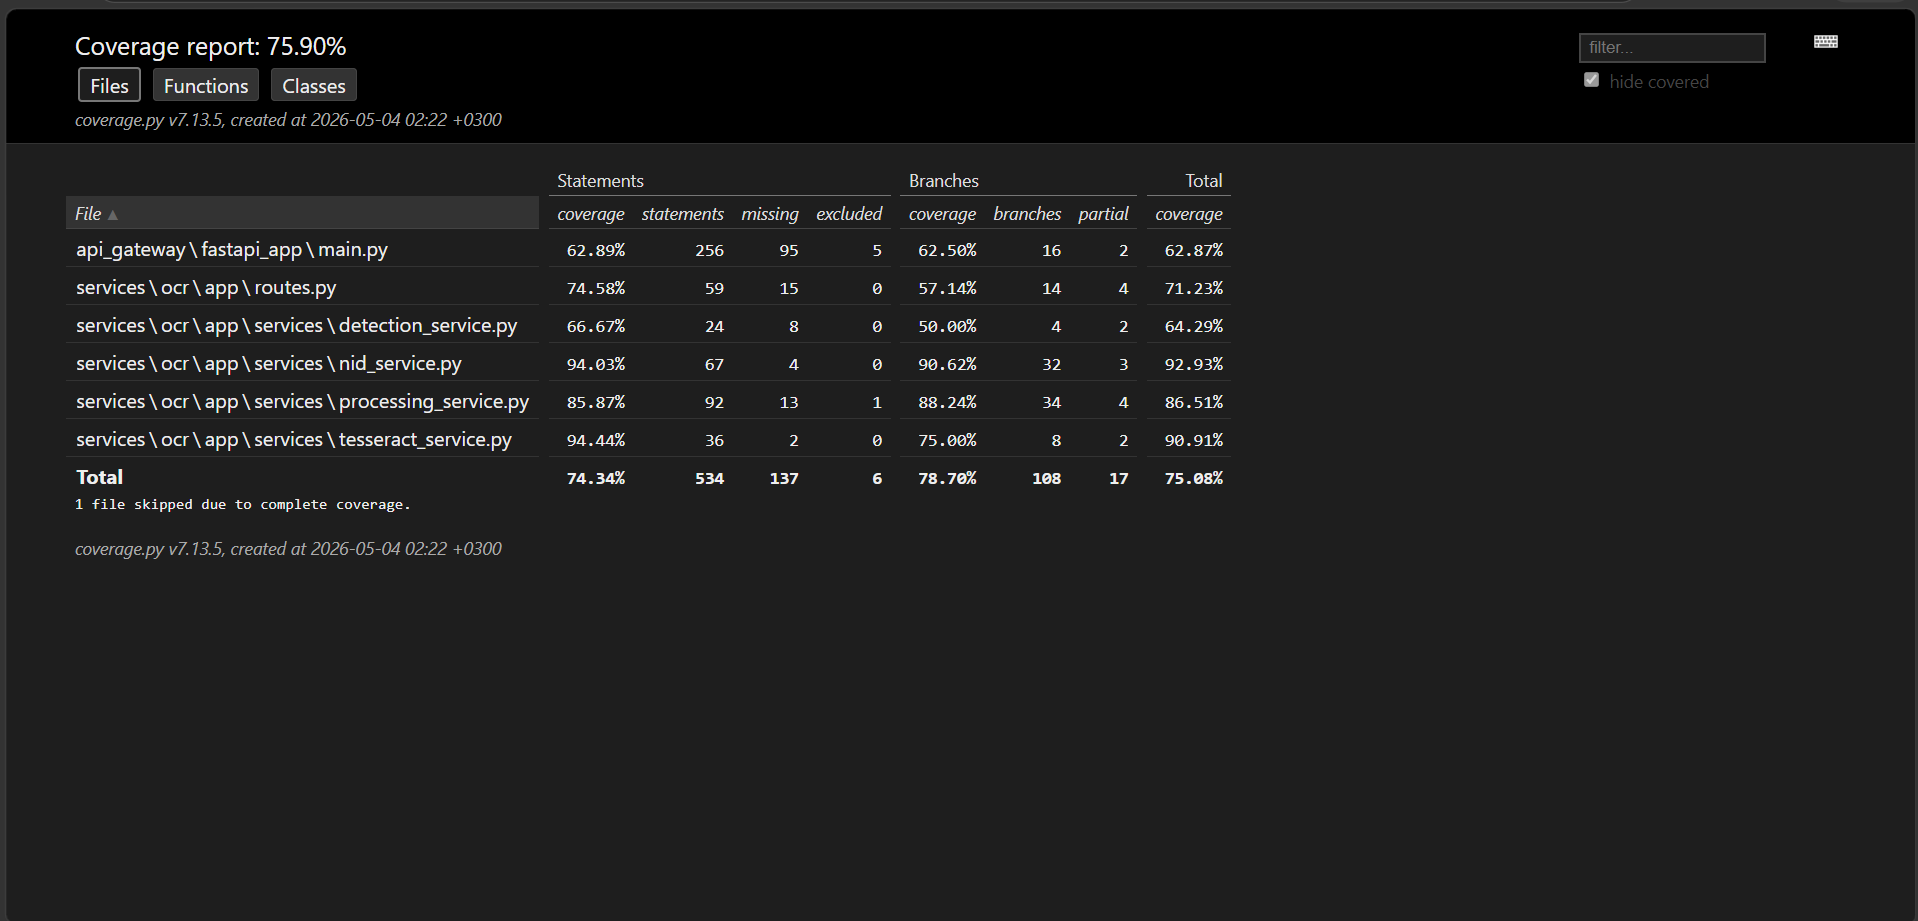 Coverage report: 75.90%
filter...
hide covered
Files Functions Classes
coverage.py v7.13.5, created at 2026-05-04 02:22 +0300
Statements Branches Total
File ▲ coverage statements missing excluded coverage branches partial coverage
api_gateway \ fastapi_app \ main.py 62.89% 256 95 5 62.50% 16 2 62.87%
services \ ocr \ app \ routes.py 74.58% 59 15 0 57.14% 14 4 71.23%
services \ ocr \ app \ services \ detection_service.py 66.67% 24 8 0 50.00% 4 2 64.29%
services \ ocr \ app \ services \ nid_service.py 94.03% 67 4 0 90.62% 32 3 92.93%
services \ ocr \ app \ services \ processing_service.py 85.87% 92 13 1 88.24% 34 4 86.51%
services \ ocr \ app \ services \ tesseract_service.py 94.44% 36 2 0 75.00% 8 2 90.91%
Total 74.34% 534 137 6 78.70% 108 17 75.08%
1 file skipped due to complete coverage.
coverage.py v7.13.5, created at 2026-05-04 02:22 +0300